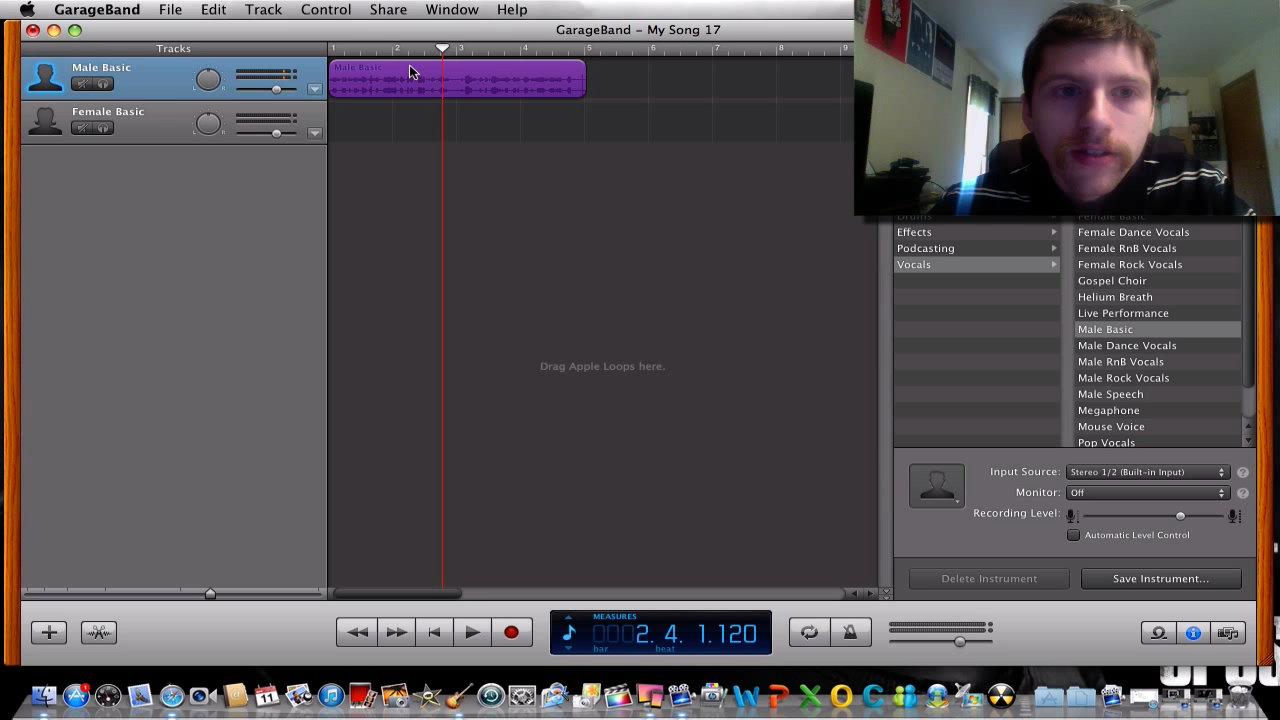 GarageBand File Edit Track Control Share Window Help
GarageBand – My Song 17
Tracks
1 2 3 4 5 6 7 8 9
Male Basic
Male Basic
Female Basic
L R
L R
Drag Apple Loops here.
Drums
Female Basic
Effects
Female Dance Vocals
Podcasting
Female RnB Vocals
Vocals
Female Rock Vocals
Gospel Choir
Helium Breath
Live Performance
Male Basic
Male Dance Vocals
Male RnB Vocals
Male Rock Vocals
Male Speech
Megaphone
Mouse Voice
Pop Vocals
Input Source: Stereo 1/2 (Built-in Input) ?
Monitor: Off ?
Recording Level:
Automatic Level Control
Delete Instrument
Save Instrument...
MEASURES
0002. 4. 1.120
bar beat